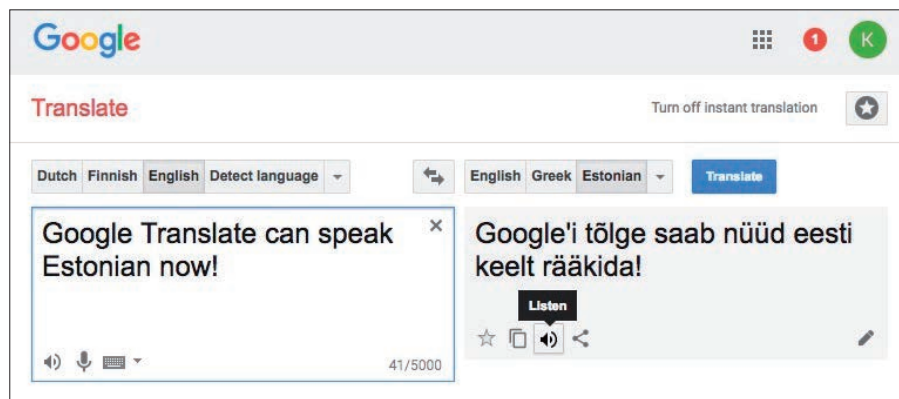 Google
1
K
Translate
Turn off instant translation
Dutch Finnish English Detect language
English Greek Estonian
Translate
Google Translate can speak
Estonian now!
41/5000
Google'i tõlge saab nüüd eesti
keelt rääkida!
Listen